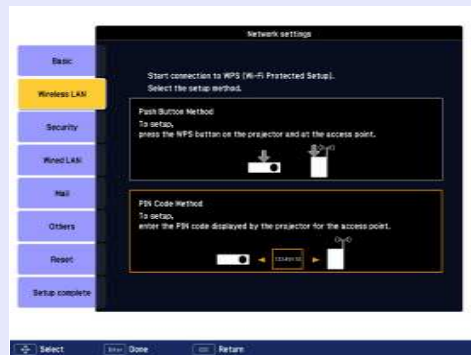 Network settings
Basic
Wireless LAN
Security
Wired LAN
Mail
Others
Reset
Setup complete
Start connection to WPS (Wi-Fi Protected Setup).
Select the setup method.
Push Button Method
To setup,
press the WPS button on the projector and at the access point.
PIN Code Method
To setup,
enter the PIN code displayed by the projector for the access point.
Select
Enter Done
Return